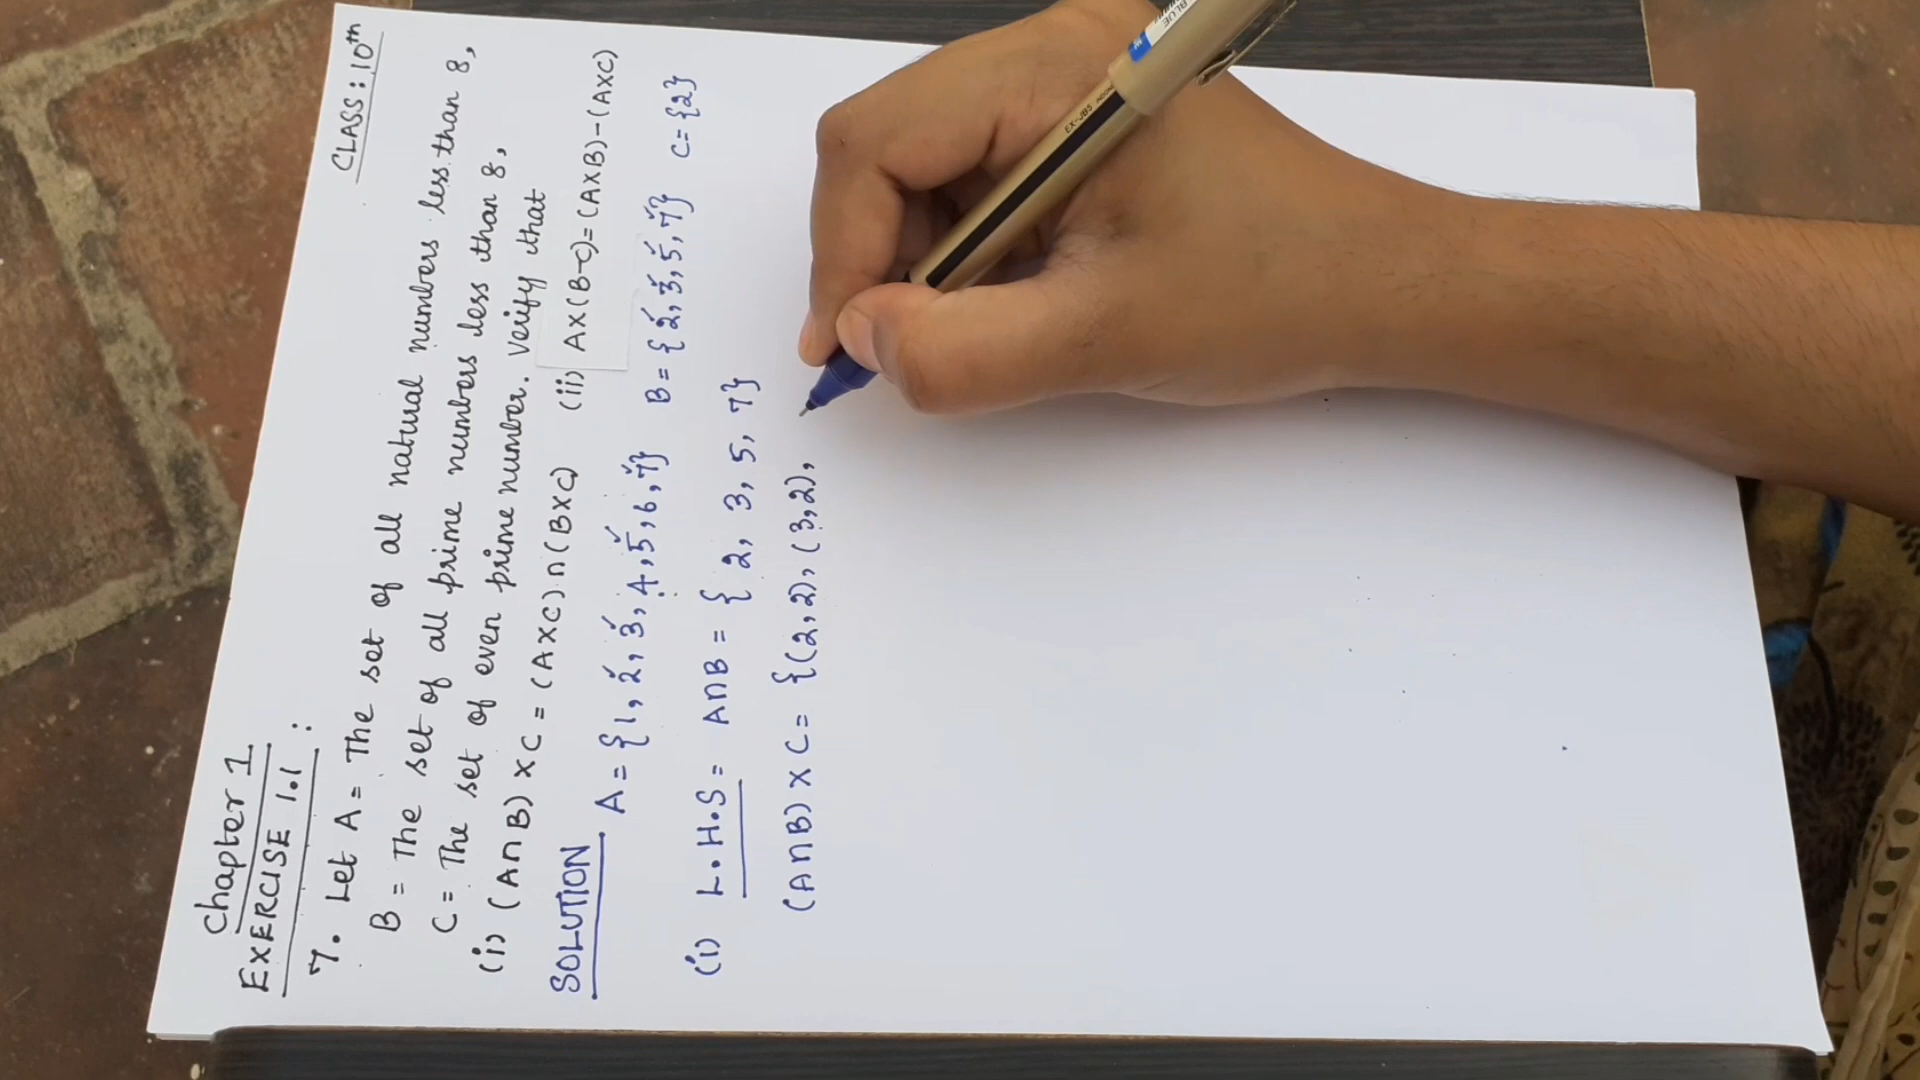 CLASS: 10th
Chapter 1
EXERCISE 1.1 :
7. Let A = The set of all natural numbers less than 8,
B = The set of all prime numbers less than 8,
C = The set of even prime number. Verify that
(i) (A∩B) × C = (A×C) ∩ (B×C) (ii) A×(B-C) = (A×B) - (A×C)
SOLUTION
A = {1, 2, 3, 4, 5, 6, 7} B = {2, 3, 5, 7} C = {2}
(i) L.H.S = A∩B = {2, 3, 5, 7}
(A∩B) × C = {(2,2), (3,2),
BLUE
EX-JB5